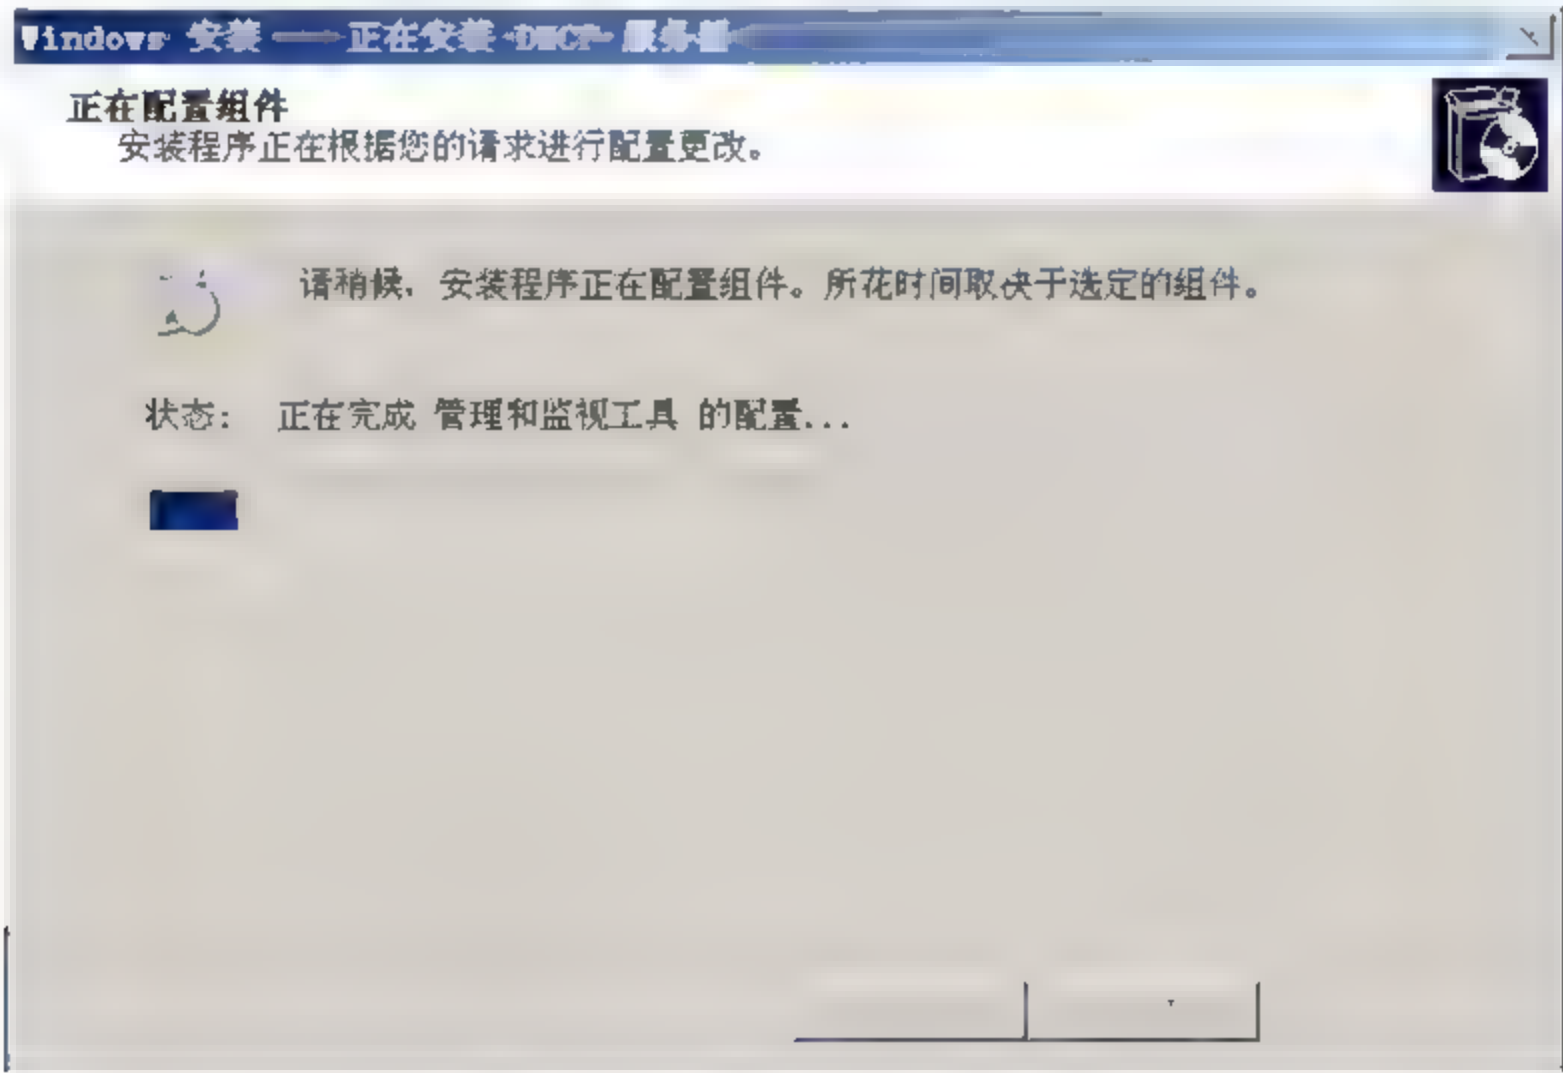 Windows 安装 —— 正在安装 DHCP 服务器
正在配置组件
安装程序正在根据您的请求进行配置更改。
请稍候，安装程序正在配置组件。所花时间取决于选定的组件。
状态： 正在完成 管理和监视工具 的配置...